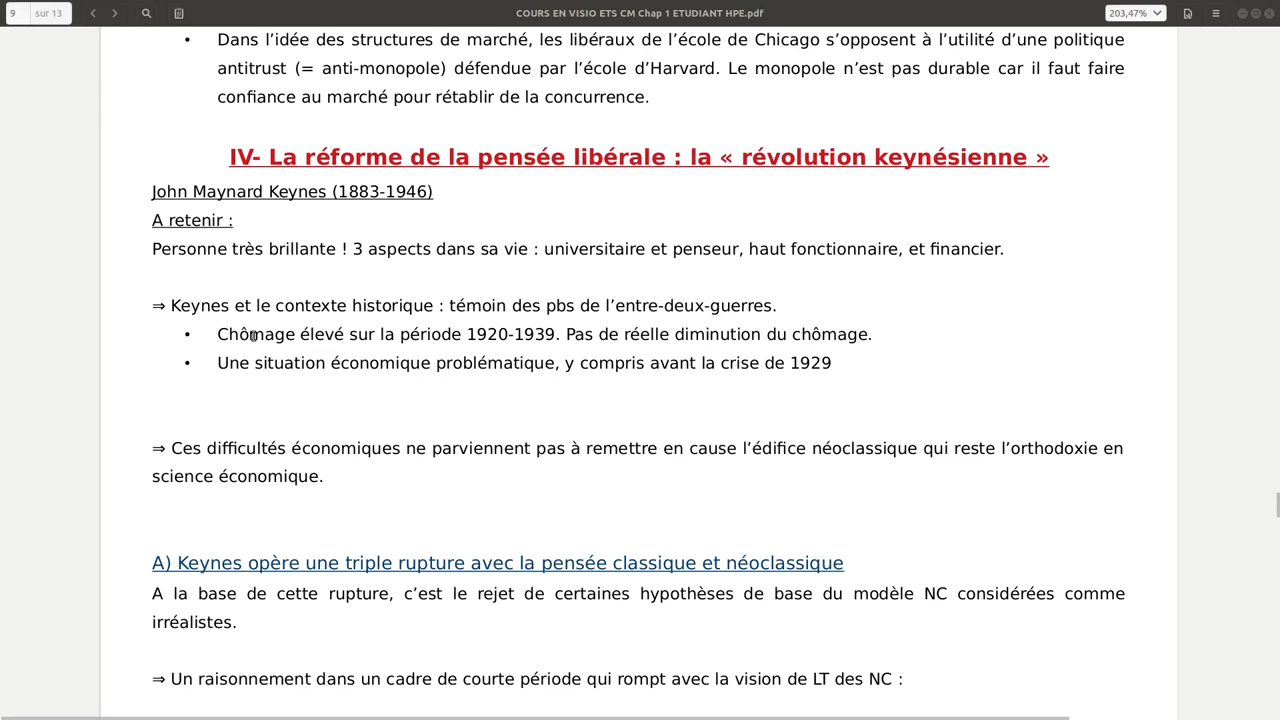 9 sur 13
COURS EN VISIO ETS CM Chap 1 ETUDIANT HPE.pdf
203,47%
• Dans l’idée des structures de marché, les libéraux de l’école de Chicago s’opposent à l’utilité d’une politique
antitrust (= anti-monopole) défendue par l’école d’Harvard. Le monopole n’est pas durable car il faut faire
confiance au marché pour rétablir de la concurrence.
IV- La réforme de la pensée libérale : la « révolution keynésienne »
John Maynard Keynes (1883-1946)
A retenir :
Personne très brillante ! 3 aspects dans sa vie : universitaire et penseur, haut fonctionnaire, et financier.
⇒ Keynes et le contexte historique : témoin des pbs de l’entre-deux-guerres.
• Chômage élevé sur la période 1920-1939. Pas de réelle diminution du chômage.
• Une situation économique problématique, y compris avant la crise de 1929
⇒ Ces difficultés économiques ne parviennent pas à remettre en cause l’édifice néoclassique qui reste l’orthodoxie en
science économique.
A) Keynes opère une triple rupture avec la pensée classique et néoclassique
A la base de cette rupture, c’est le rejet de certaines hypothèses de base du modèle NC considérées comme
irréalistes.
⇒ Un raisonnement dans un cadre de courte période qui rompt avec la vision de LT des NC :